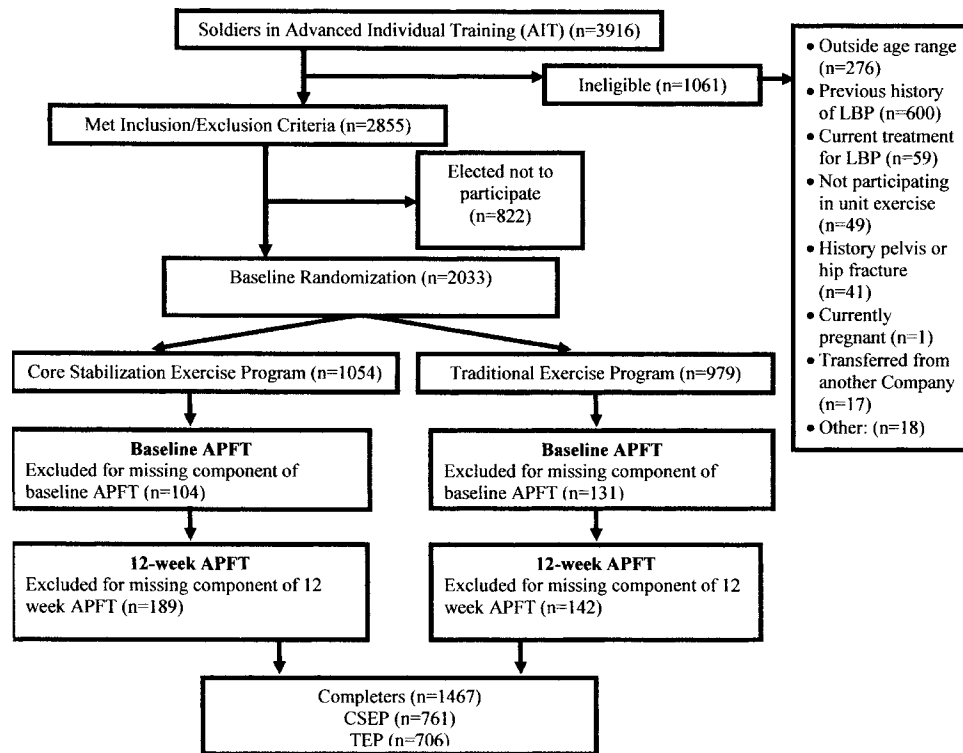 Soldiers in Advanced Individual Training (AIT) (n=3916)
Ineligible (n=1061)
• Outside age range
(n=276)
• Previous history
of LBP (n=600)
• Current treatment
for LBP (n=59)
• Not participating
in unit exercise
(n=49)
• History pelvis or
hip fracture
(n=41)
• Currently
pregnant (n=1)
• Transferred from
another Company
(n=17)
• Other: (n=18)
Met Inclusion/Exclusion Criteria (n=2855)
Elected not to
participate
(n=822)
Baseline Randomization (n=2033)
Core Stabilization Exercise Program (n=1054)
Traditional Exercise Program (n=979)
Baseline APFT
Excluded for missing component of
baseline APFT (n=104)
Baseline APFT
Excluded for missing component of
baseline APFT (n=131)
12-week APFT
Excluded for missing component of 12
week APFT (n=189)
12-week APFT
Excluded for missing component of 12
week APFT (n=142)
Completers (n=1467)
CSEP (n=761)
TEP (n=706)